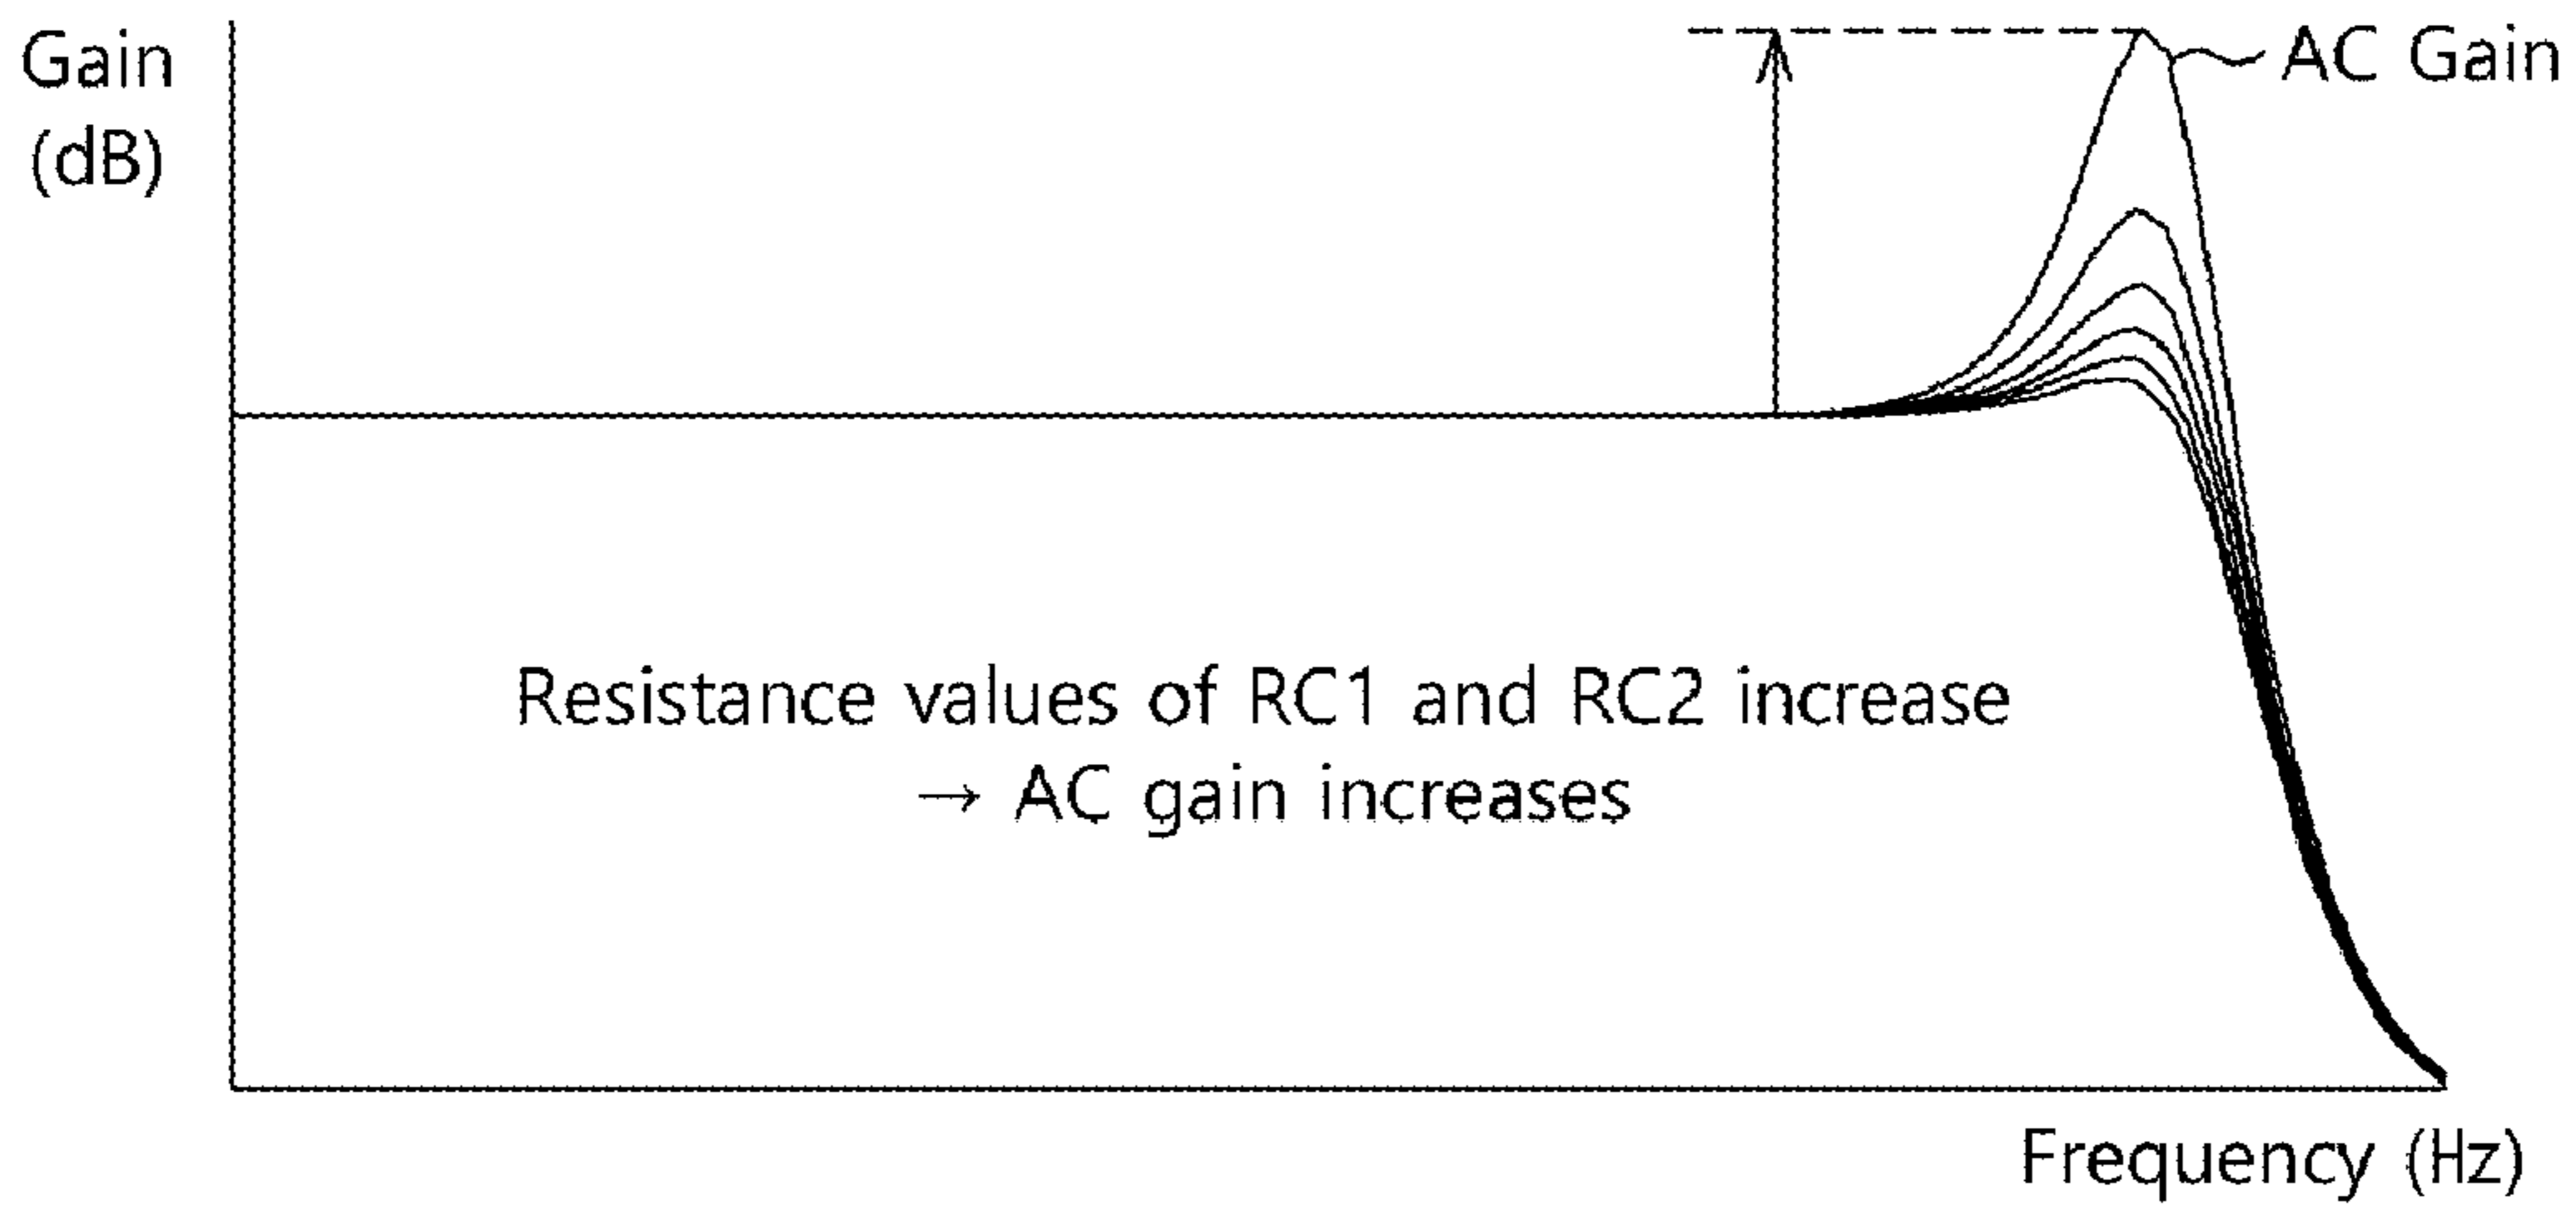 Gain
(dB)
AC Gain
Resistance values of RC1 and RC2 increase
→ AC gain increases
Frequency (Hz)